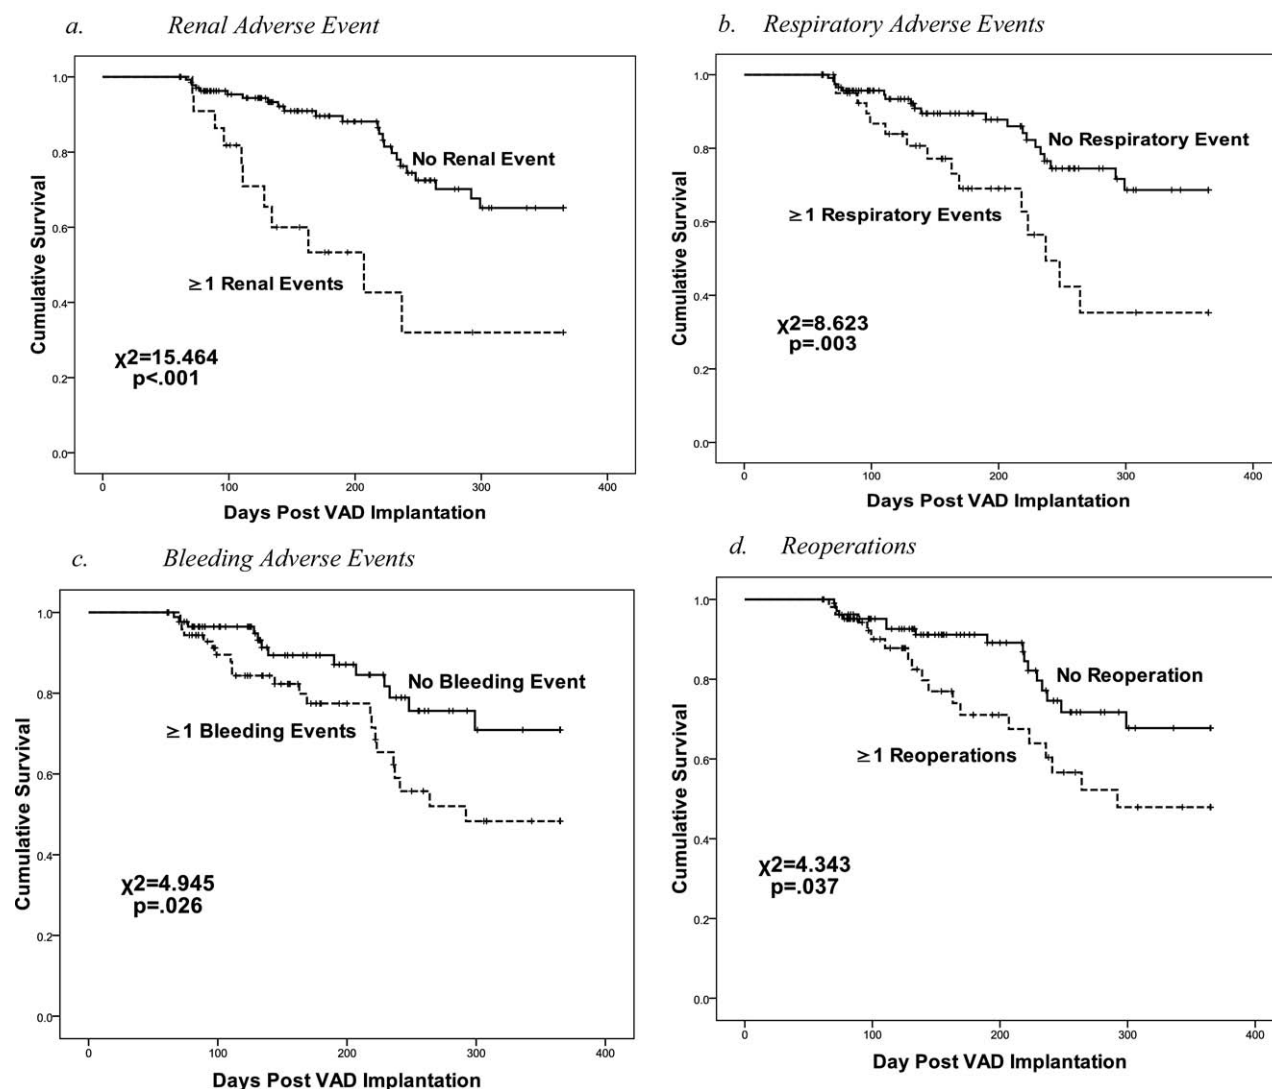 a. Renal Adverse Event
1.0
0.8
0.6
0.4
0.2
0.0
Cumulative Survival
No Renal Event
≥1 Renal Events
χ2=15.464
p<.001
0 100 200 300 400
Days Post VAD Implantation
b. Respiratory Adverse Events
1.0
0.8
0.6
0.4
0.2
0.0
Cumulative Survival
No Respiratory Event
≥1 Respiratory Events
χ2=8.623
p=.003
0 100 200 300 400
Days Post VAD Implantation
c. Bleeding Adverse Events
1.0
0.8
0.6
0.4
0.2
0.0
Cumulative Survival
No Bleeding Event
≥1 Bleeding Events
χ2=4.945
p=.026
0 100 200 300 400
Days Post VAD Implantation
d. Reoperations
1.0
0.8
0.6
0.4
0.2
0.0
Cumulative Survival
No Reoperation
≥1 Reoperations
χ2=4.343
p=.037
0 100 200 300 400
Day Post VAD Implantation